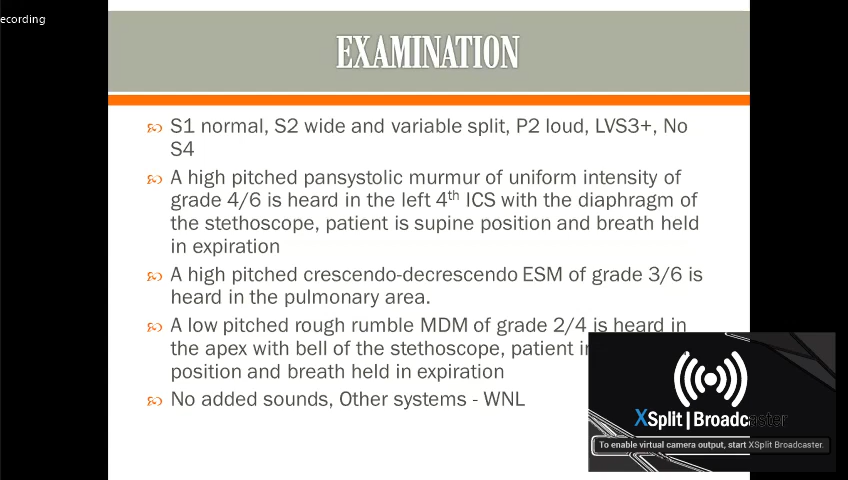 ecording
EXAMINATION
S1 normal, S2 wide and variable split, P2 loud, LVS3+, No
S4
A high pitched pansystolic murmur of uniform intensity of
grade 4/6 is heard in the left 4th ICS with the diaphragm of
the stethoscope, patient is supine position and breath held
in expiration
A high pitched crescendo-decrescendo ESM of grade 3/6 is
heard in the pulmonary area.
A low pitched rough rumble MDM of grade 2/4 is heard in
the apex with bell of the stethoscope, patient
position and breath held in expiration
No added sounds, Other systems - WNL
XSplit | Broadcaster
To enable virtual camera output, start XSplit Broadcaster.